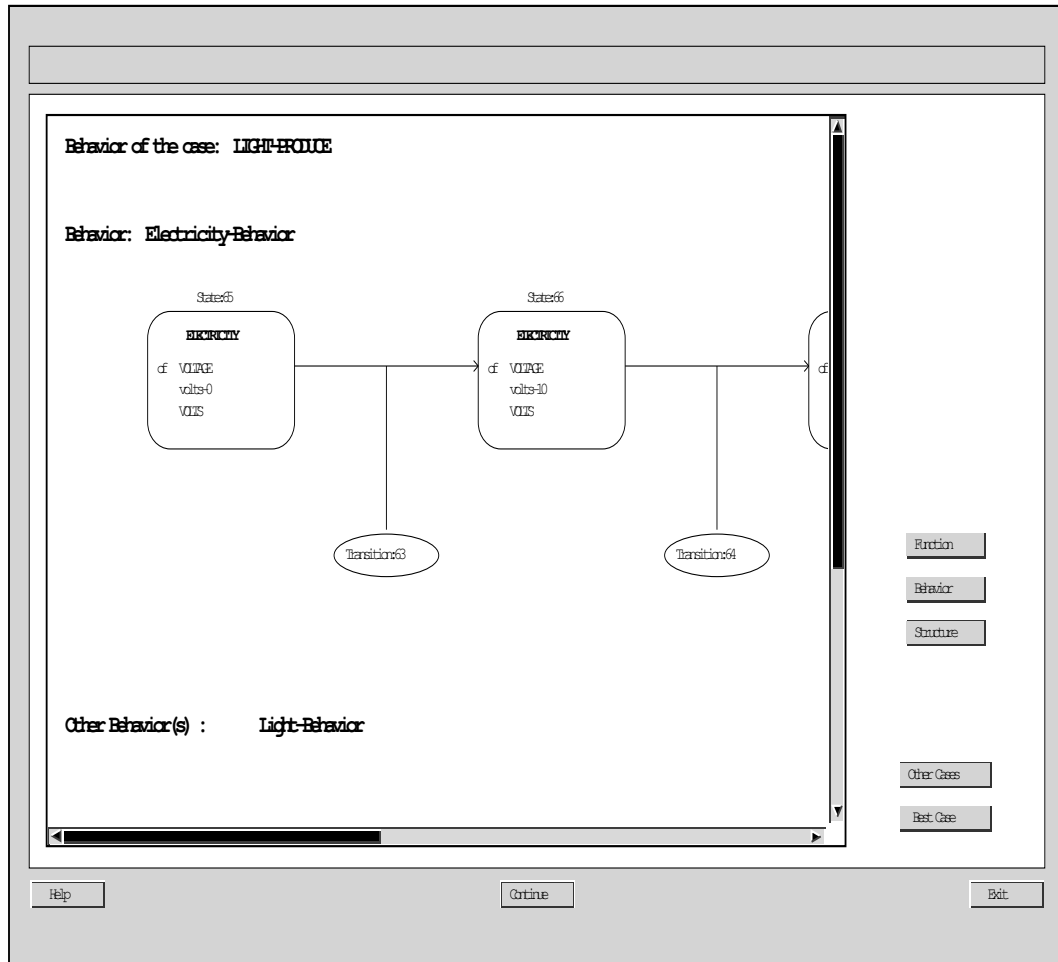 Behavior of the case: LIGHT-PRODUCE
Behavior: Electricity-Behavior
State:65 State:66
ELECTRICITY ELECTRICITY
of VOLTAGE of VOLTAGE of
volts-0 volts-10
VOLTS VOLTS
Transition:63 Transition:64
Function
Behavior
Structure
Other Behavior(s) : Light-Behavior
Other Cases
Best Case
Help Continue Exit